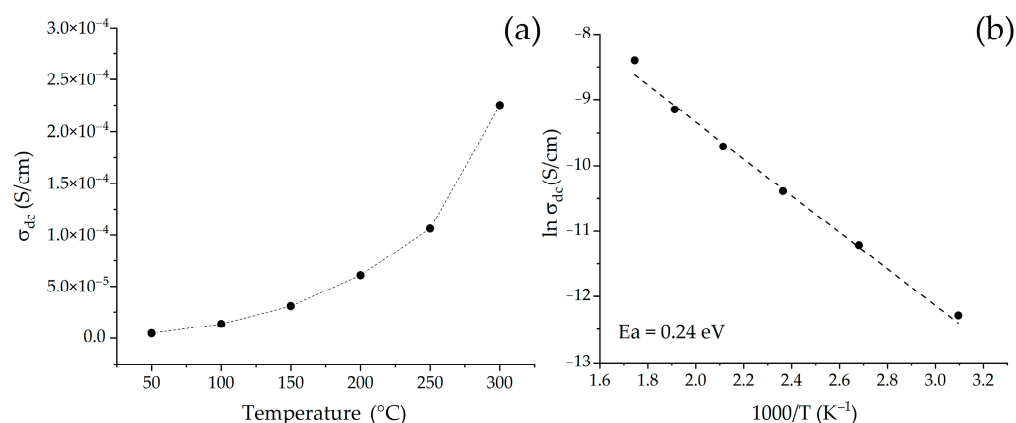 (a)
3.0×10⁻⁴
2.5×10⁻⁴
2.0×10⁻⁴
1.5×10⁻⁴
1.0×10⁻⁴
5.0×10⁻⁵
0.0
σdc (S/cm)
50 100 150 200 250 300
Temperature (°C)
(b)
−8
−9
−10
−11
−12
−13
ln σdc(S/cm)
Ea = 0.24 eV
1.6 1.8 2.0 2.2 2.4 2.6 2.8 3.0 3.2
1000/T (K⁻¹)